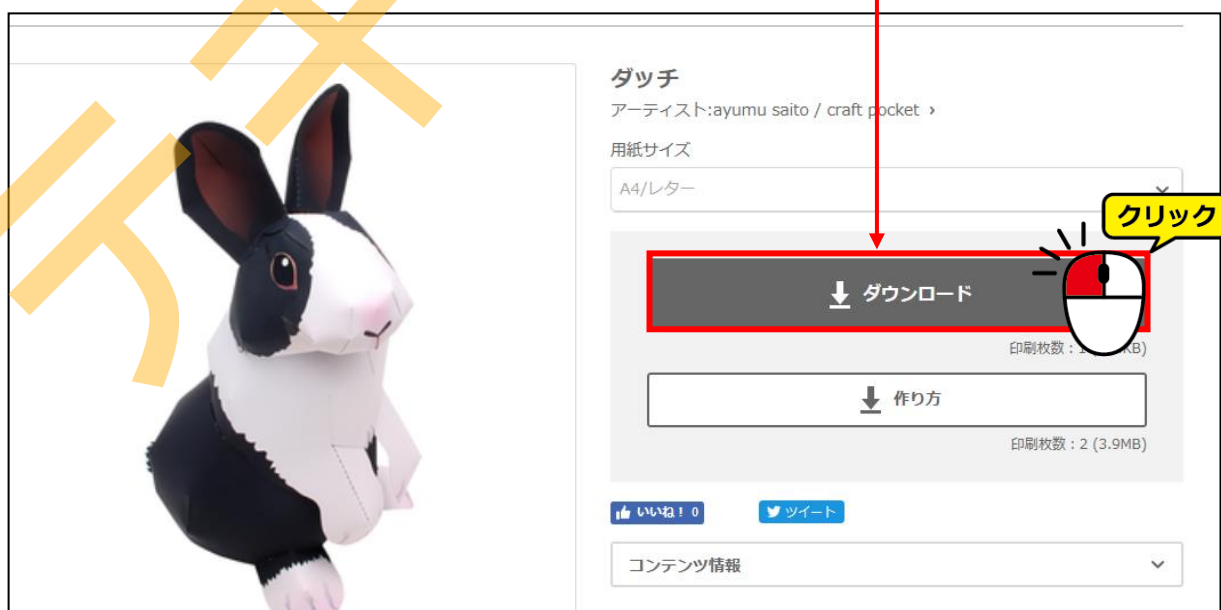 ダッチ
アーティスト:ayumu saito / craft pocket ›
用紙サイズ
A4/レター
クリック
ダウンロード
印刷枚数:1
KB)
作り方
印刷枚数:2 (3.9MB)
いいね! 0
ツイート
コンテンツ情報